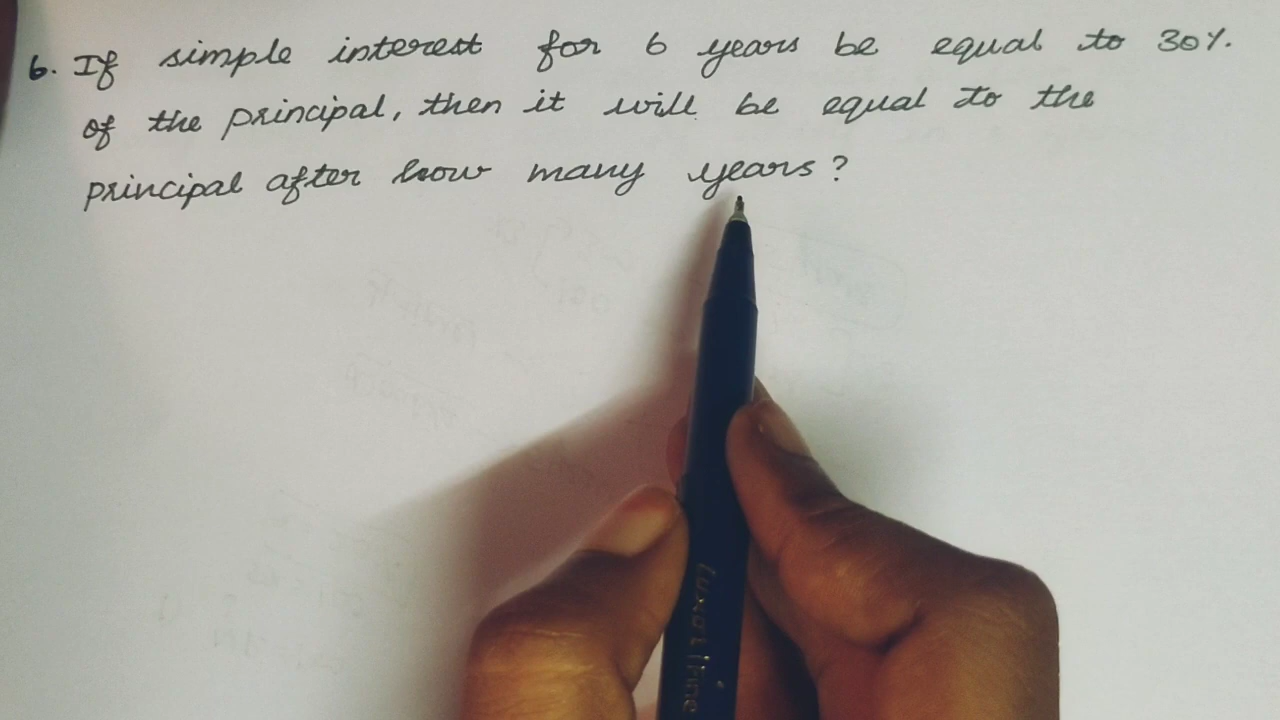 6. If simple interest for 6 years be equal to 30%.
of the principal, then it will be equal to the
principal after how many years?